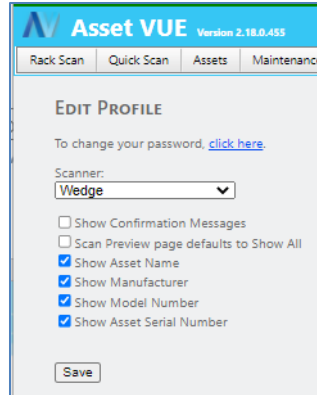 AV Asset VUE Version 2.18.0.455
Rack Scan Quick Scan Assets Maintenanc
EDIT PROFILE
To change your password, click here.
Scanner:
Wedge
Show Confirmation Messages
Scan Preview page defaults to Show All
Show Asset Name
Show Manufacturer
Show Model Number
Show Asset Serial Number
Save